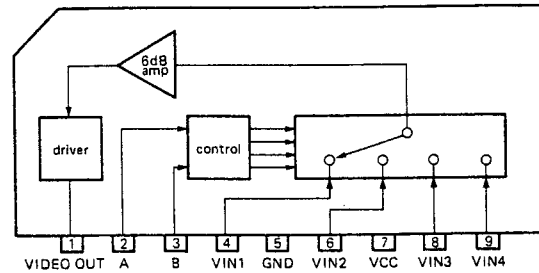 6dB
amp
driver
control
1 2 3 4 5 6 7 8 9
VIDEO OUT A B VIN1 GND VIN2 VCC VIN3 VIN4